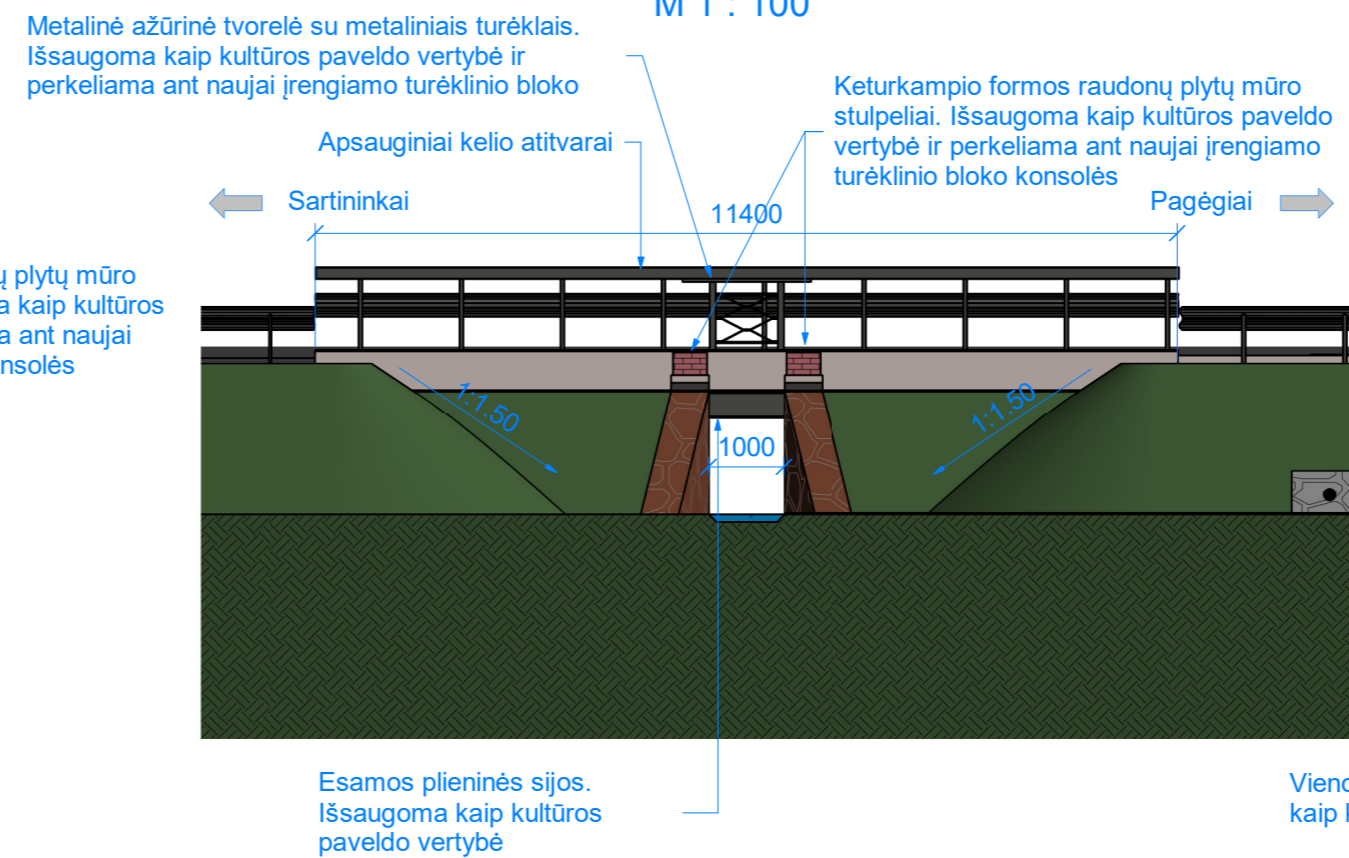 M 1 : 100
Metalinė ažūrinė tvorelė su metaliniais turėklais.
Išsaugoma kaip kultūros paveldo vertybė ir
perkeliama ant naujai įrengiamo turėklinio bloko
Keturkampio formos raudonų plytų mūro
stulpeliai. Išsaugoma kaip kultūros paveldo
vertybė ir perkeliama ant naujai įrengiamo
turėklinio bloko konsolės
Apsauginiai kelio atitvarai
Sartininkai
11400
Pagėgiai
plytų mūro
kaip kultūros
ant naujai
1:1.50
1000
1:1.50
Esamos plieninės sijos.
Išsaugoma kaip kultūros
paveldo vertybė
kaip